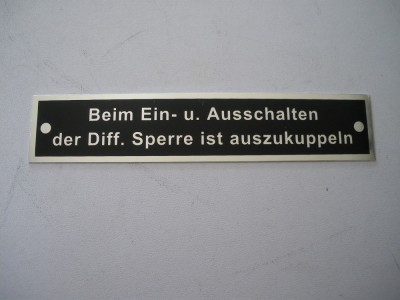 Beim Ein- u. Ausschalten
der Diff. Sperre ist auszukuppeln